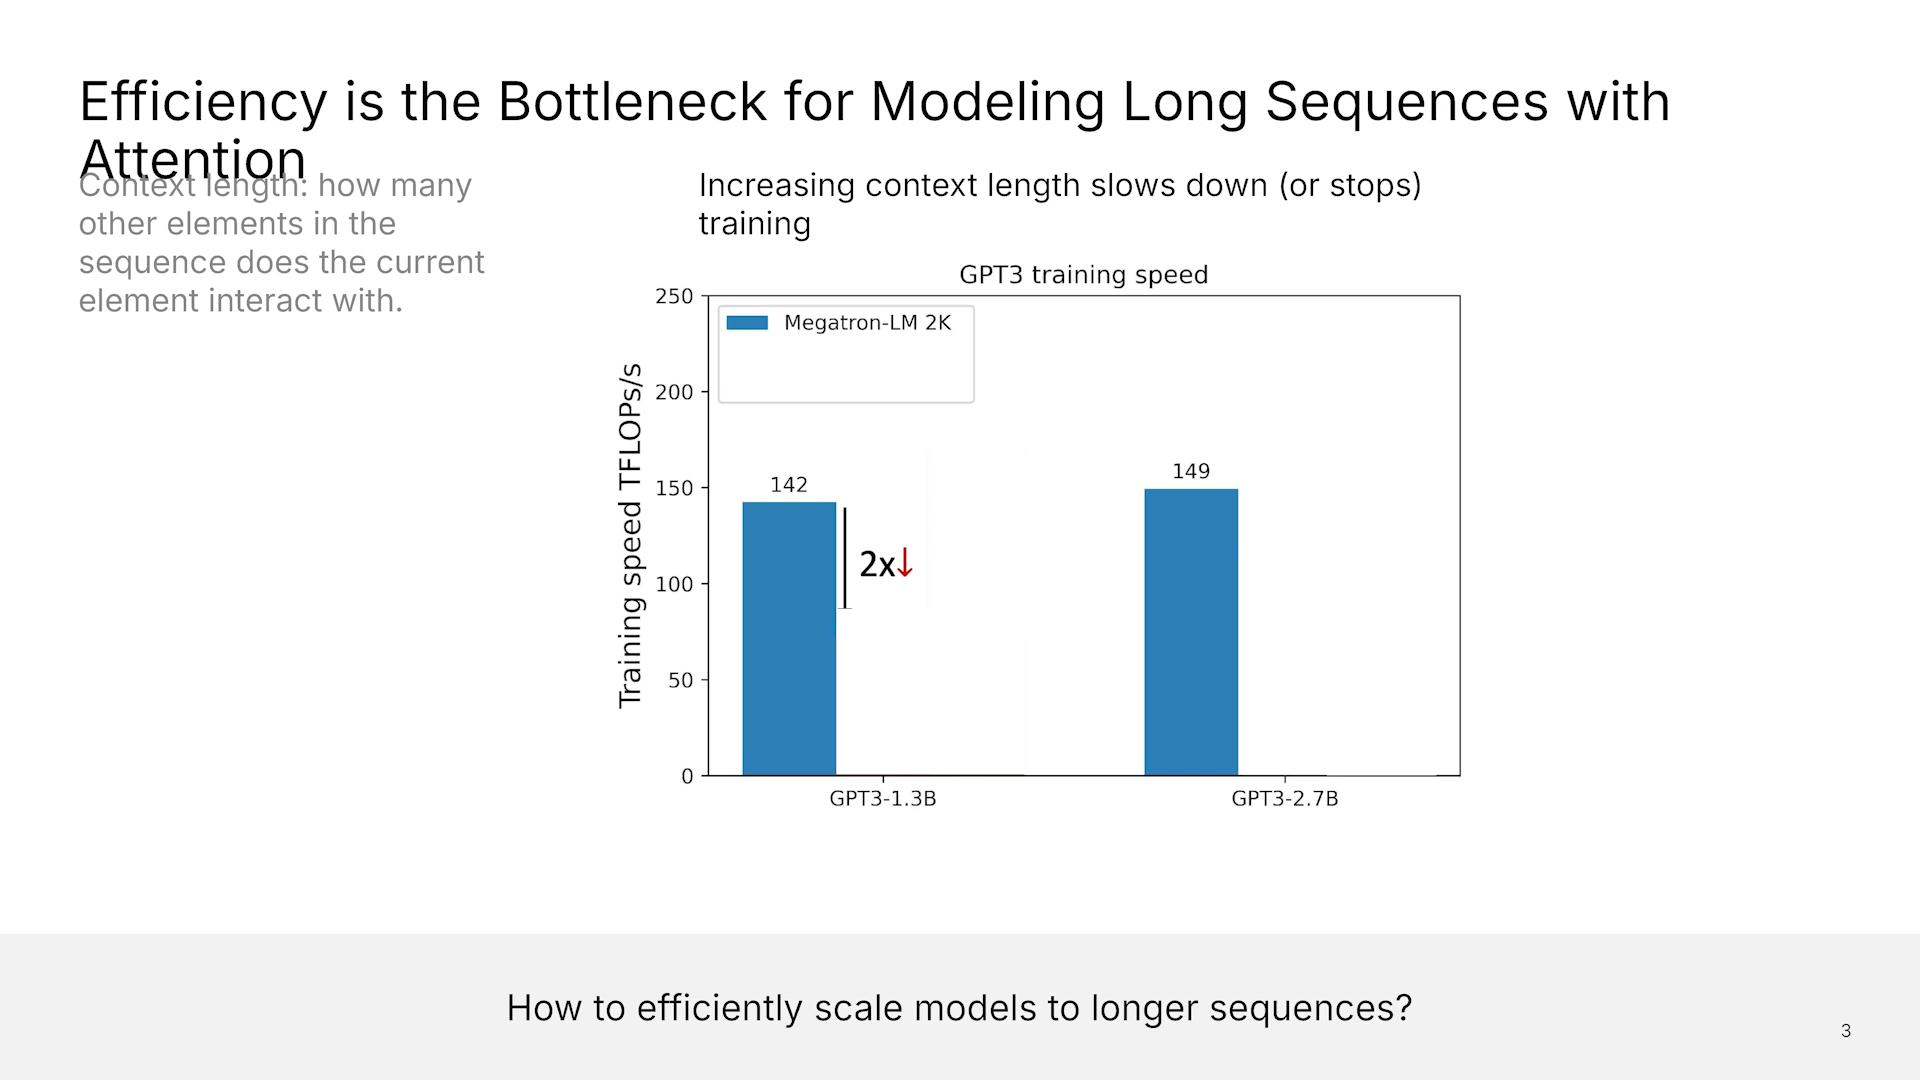 Efficiency is the Bottleneck for Modeling Long Sequences with
Attention
Context length: how many
other elements in the
sequence does the current
element interact with.
Increasing context length slows down (or stops)
training
GPT3 training speed
Training speed TFLOPs/s
250
200
150
100
50
0
Megatron-LM 2K
142
2x↓
149
GPT3-1.3B
GPT3-2.7B
How to efficiently scale models to longer sequences?
3